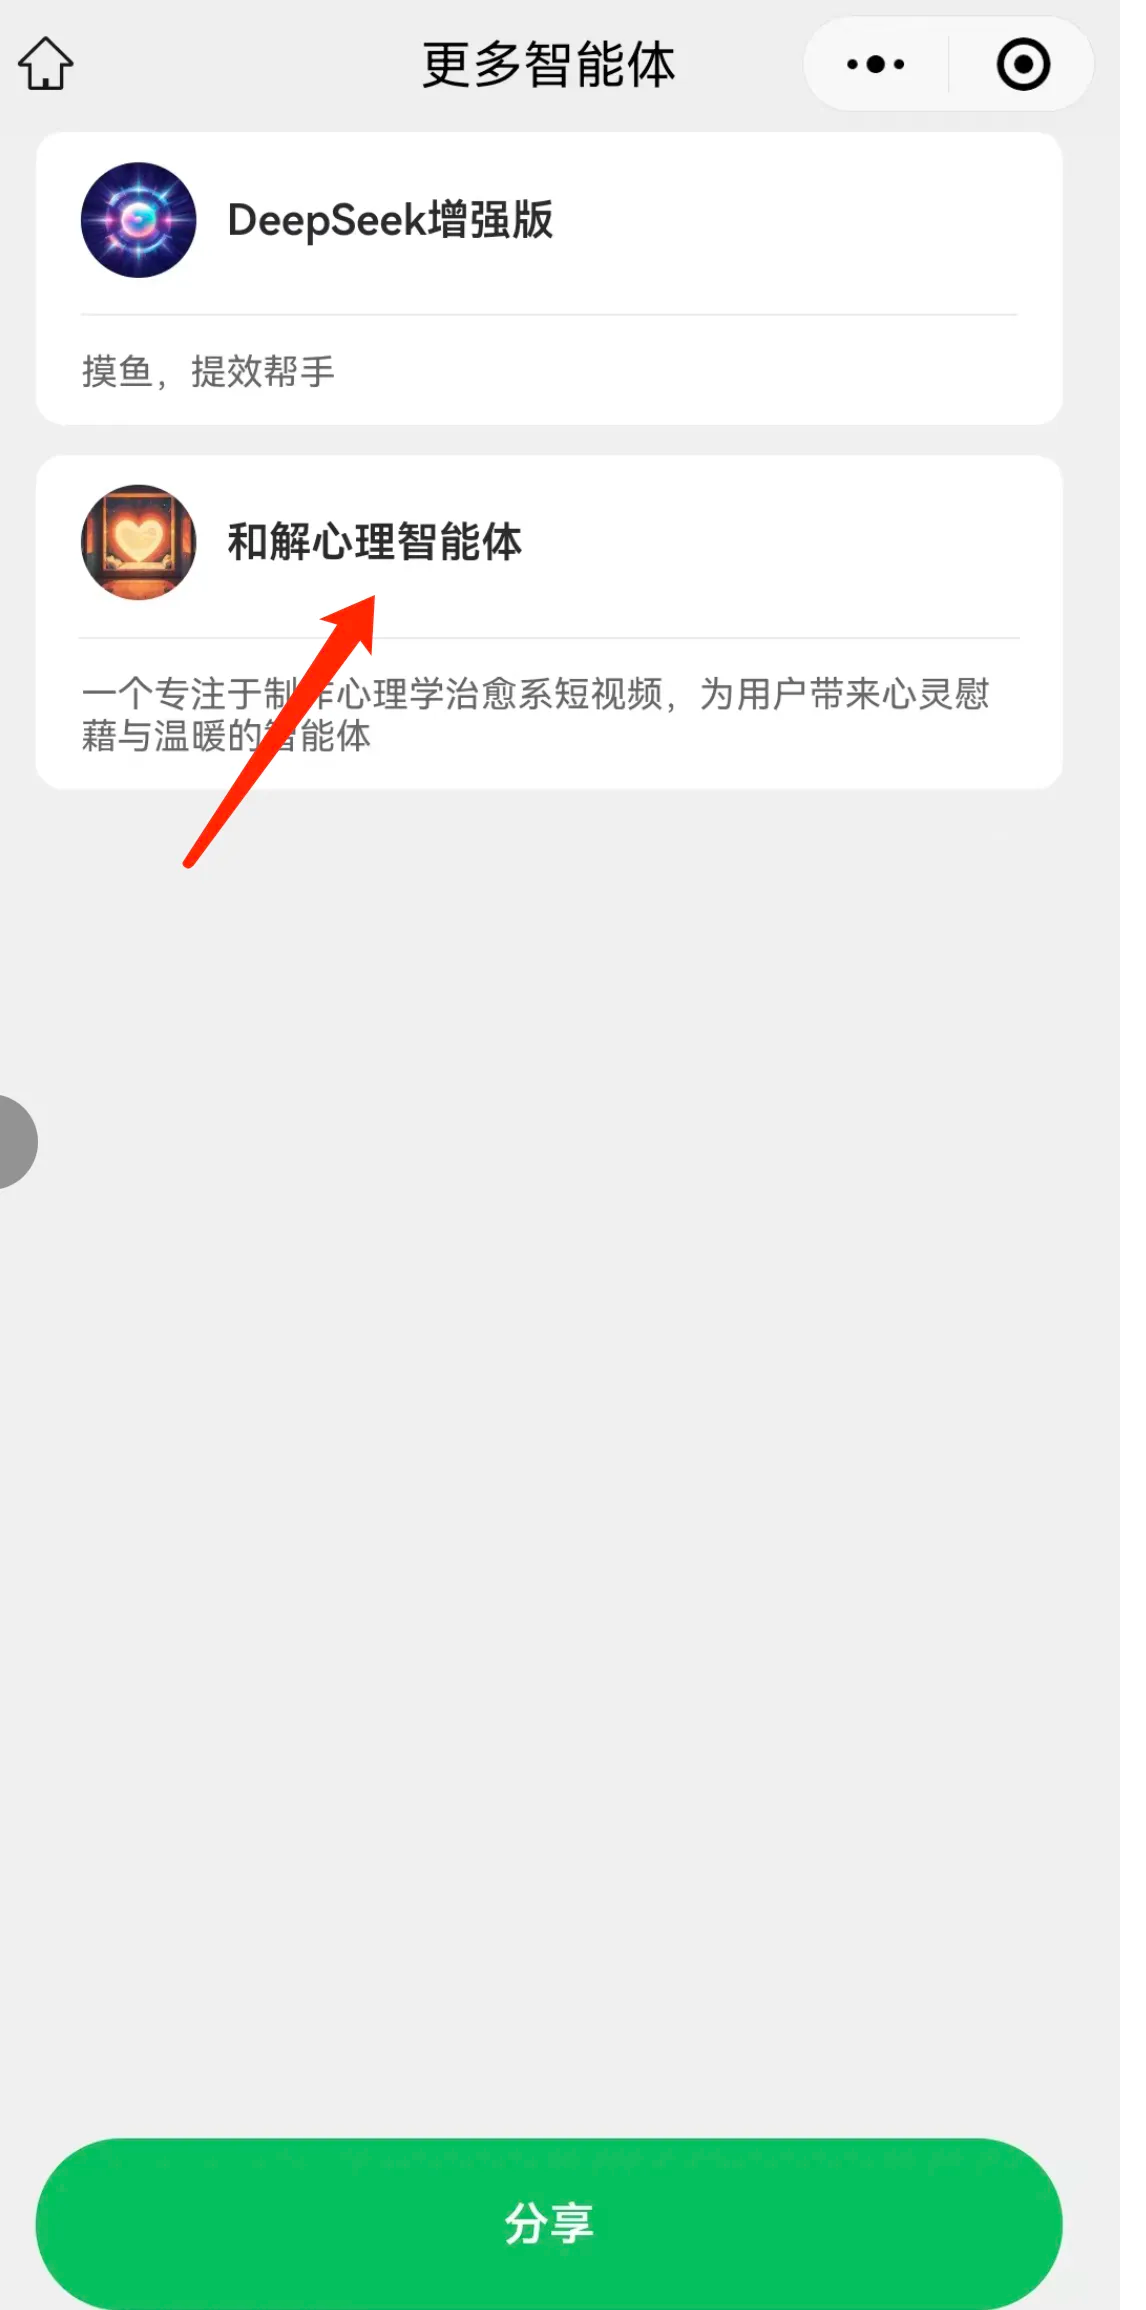 更多智能体
DeepSeek增强版
摸鱼，提效帮手
和解心理智能体
一个专注于制作心理学治愈系短视频，为用户带来心灵慰
藉与温暖的智能体
分享